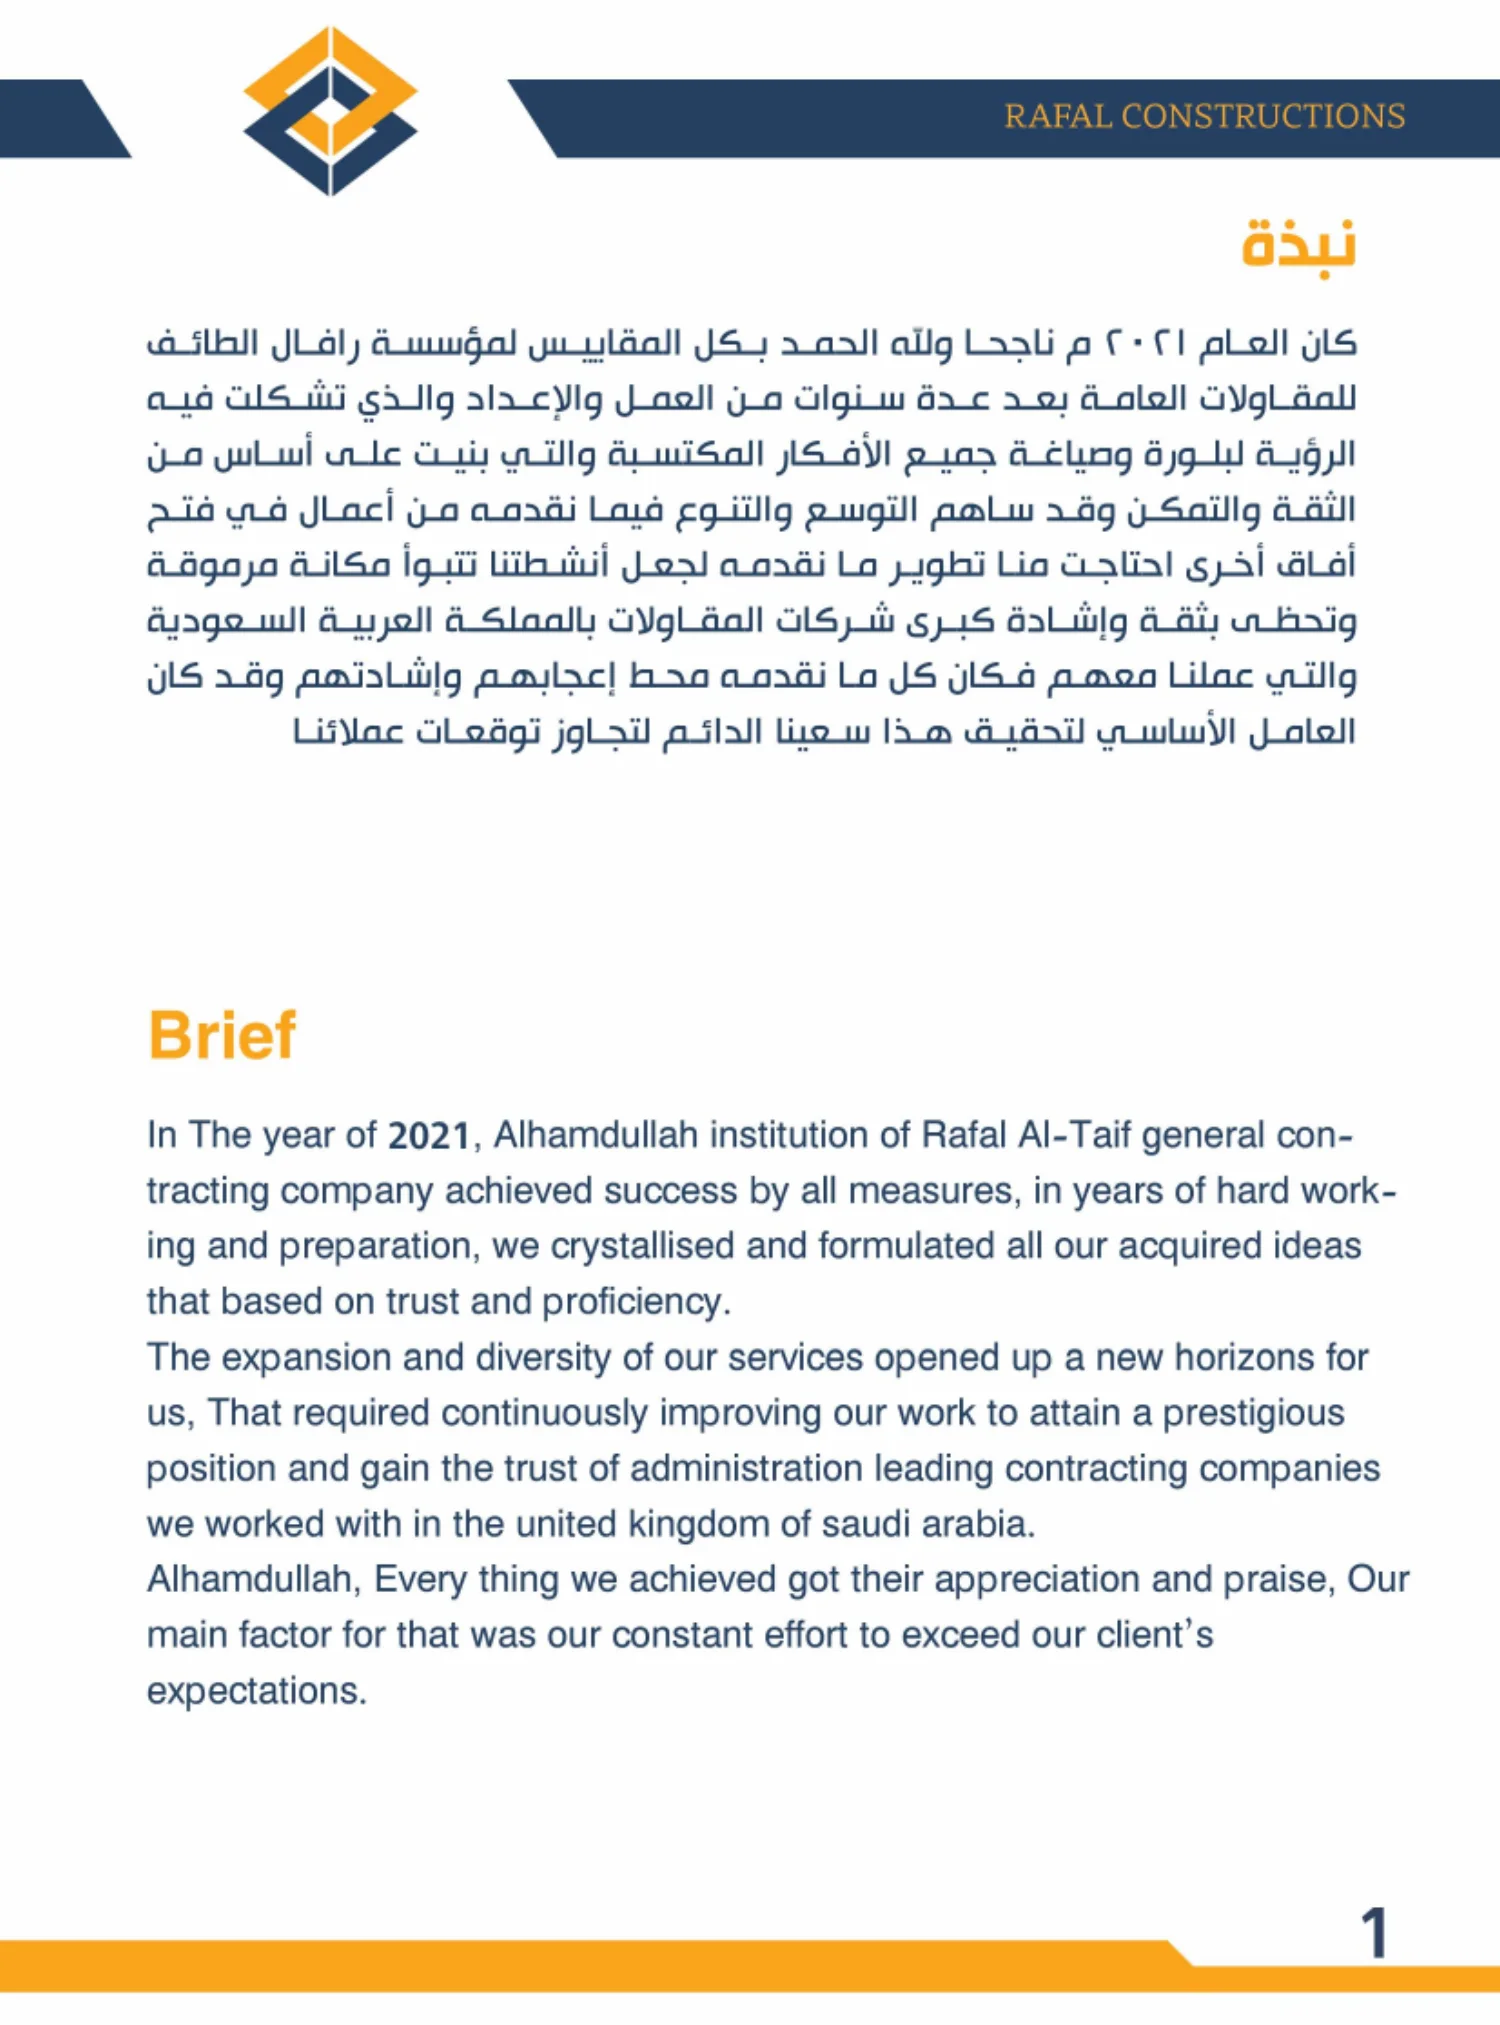 RAFAL CONSTRUCTIONS
نبذة
كان العام ٢٠٢١ م ناجحا ولله الحمد بكل المقاييس لمؤسسة رافال الطائف
للمقاولات العامة بعد عدة سنوات من العمل والإعداد والذي تشكلت فيه
الرؤية لبلورة وصياغة جميع الأفكار المكتسبة والتي بنيت على أساس من
الثقة والتمكن وقد ساهم التوسع والتنوع فيما نقدمه من أعمال في فتح
أفاق أخرى احتاجت منا تطوير ما نقدمه لجعل أنشطتنا تتبوأ مكانة مرموقة
وتحظى بثقة وإشادة كبرى شركات المقاولات بالمملكة العربية السعودية
والتي عملنا معهم فكان كل ما نقدمه محط إعجابهم وإشادتهم وقد كان
العامل الأساسي لتحقيق هذا سعينا الدائم لتجاوز توقعات عملائنا
Brief
In The year of 2021, Alhamdullah institution of Rafal Al-Taif general con-
tracting company achieved success by all measures, in years of hard work-
ing and preparation, we crystallised and formulated all our acquired ideas
that based on trust and proficiency.
The expansion and diversity of our services opened up a new horizons for
us, That required continuously improving our work to attain a prestigious
position and gain the trust of administration leading contracting companies
we worked with in the united kingdom of saudi arabia.
Alhamdullah, Every thing we achieved got their appreciation and praise, Our
main factor for that was our constant effort to exceed our client's
expectations.
1